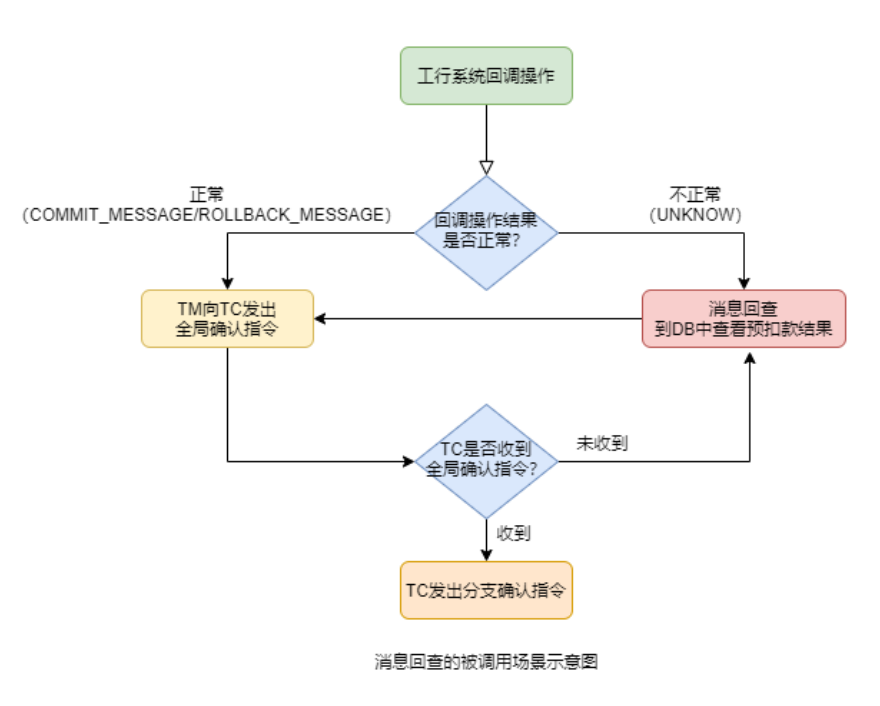 工行系统回调操作
正常
（COMMIT_MESSAGE/ROLLBACK_MESSAGE）
不正常
（UNKNOW）
回调操作结果
是否正常？
TM向TC发出
全局确认指令
消息回查
到DB中查看预扣款结果
TC是否收到
全局确认指令？
未收到
收到
TC发出分支确认指令
消息回查的被调用场景示意图